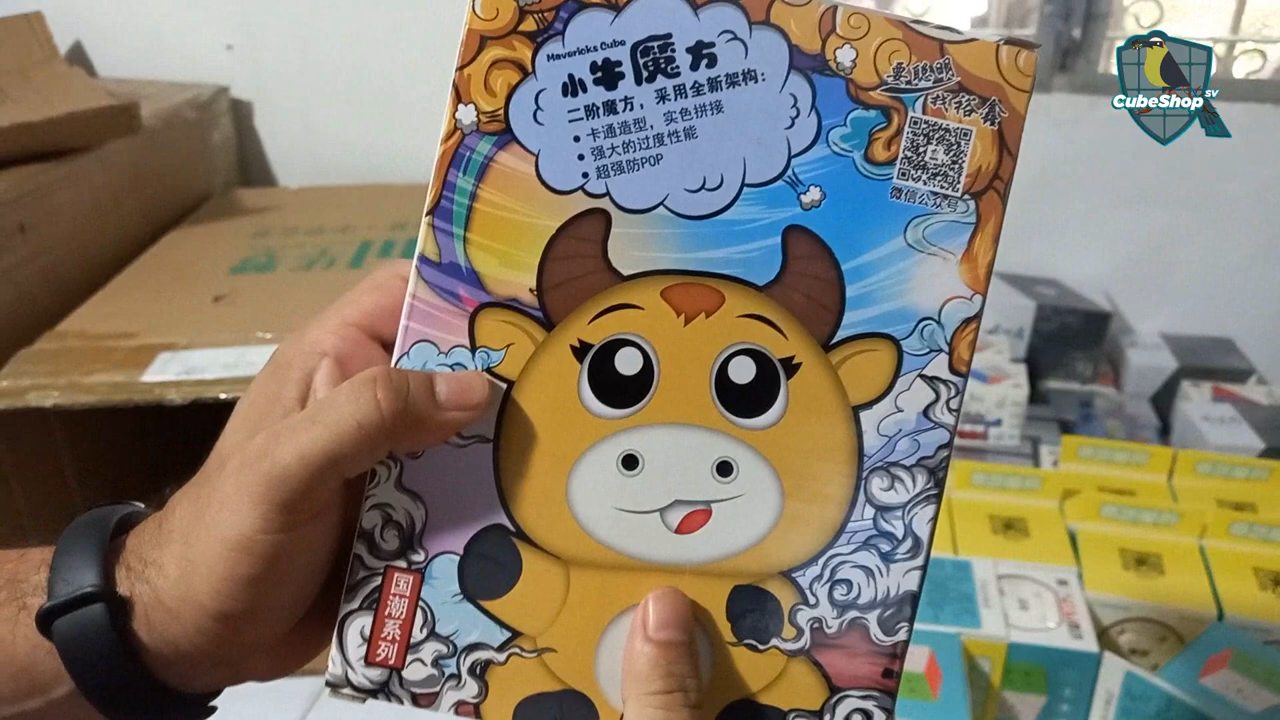 Mavericks Cube
小牛魔方
二阶魔方，采用全新架构：
• 卡通造型，实色拼接
• 强大的过度性能
• 超强防POP
要聪明
找裕鑫
微信公众号
国潮系列
CubeShop SV